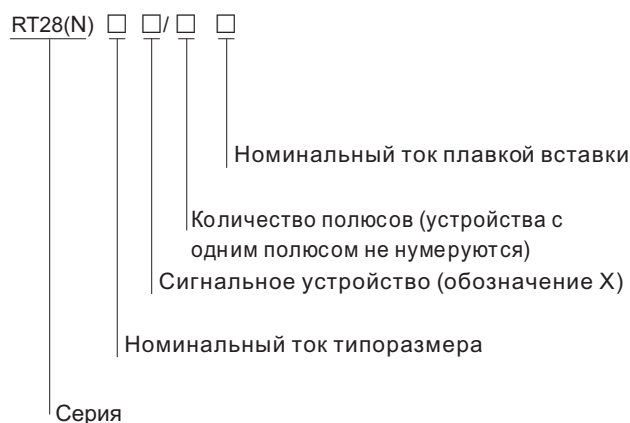 RT28(N) □ □/□ □
Номинальный ток плавкой вставки
Количество полюсов (устройства с
одним полюсом не нумеруются)
Сигнальное устройство (обозначение X)
Номинальный ток типоразмера
Серия